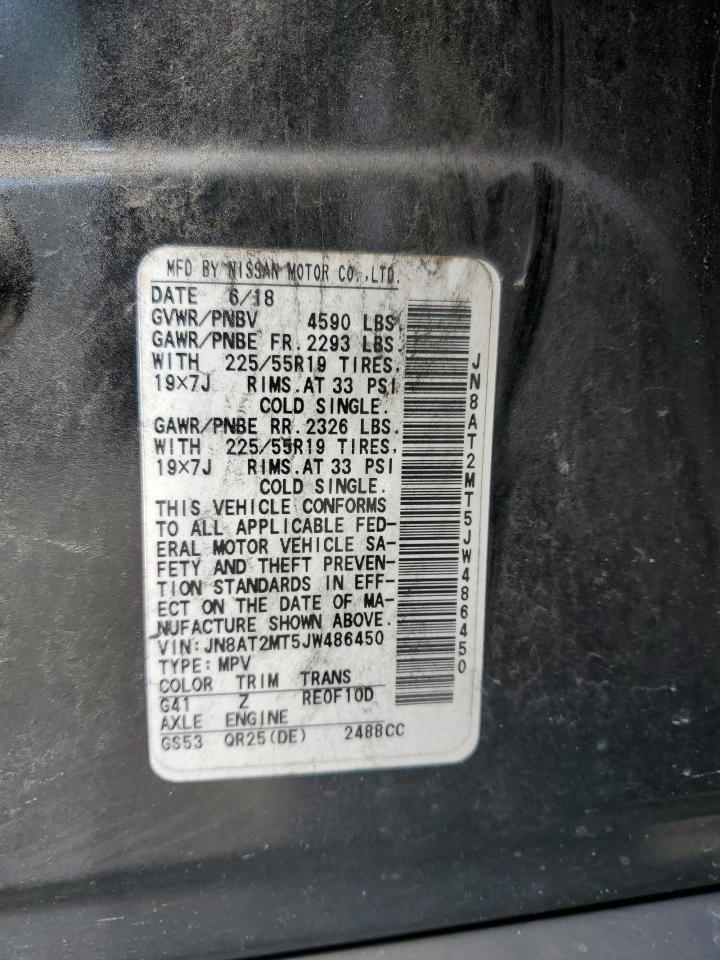 MFD BY NISSAN MOTOR CO.,LTD.
DATE 6/18
GVWR/PNBV 4590 LBS.
GAWR/PNBE FR. 2293 LBS.
WITH 225/55R19 TIRES,
19×7J RIMS.AT 33 PSI
COLD SINGLE.
GAWR/PNBE RR. 2326 LBS.
WITH 225/55R19 TIRES,
19×7J RIMS.AT 33 PSI
COLD SINGLE.
THIS VEHICLE CONFORMS
TO ALL APPLICABLE FED-
ERAL MOTOR VEHICLE SA-
FETY AND THEFT PREVEN-
TION STANDARDS IN EFF-
ECT ON THE DATE OF MA-
NUFACTURE SHOWN ABOVE.
VIN:JN8AT2MT5JW486450
TYPE:MPV
COLOR TRIM TRANS
G41 Z RE0F10D
AXLE ENGINE
GS53 QR25(DE) 2488CC
JN8AT2MT5JW486450